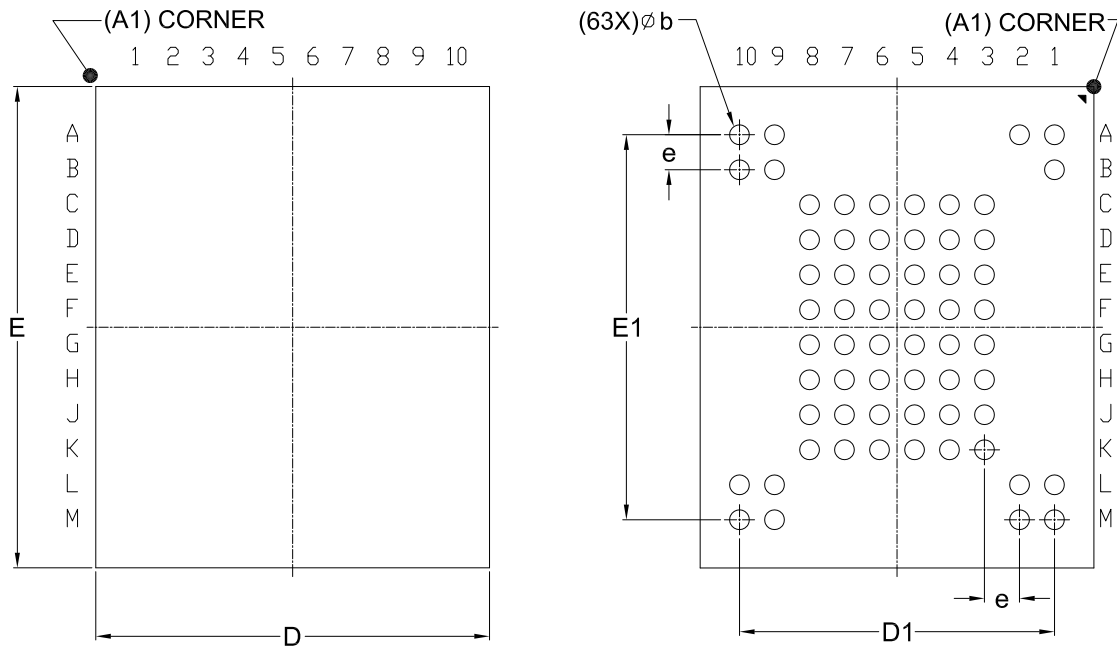 (A1) CORNER
1 2 3 4 5 6 7 8 9 10
A
B
C
D
E
F
G
H
J
K
L
M
E
D
(63X)⌀b
(A1) CORNER
10 9 8 7 6 5 4 3 2 1
e
A
B
C
D
E
F
G
H
J
K
L
M
E1
e
D1